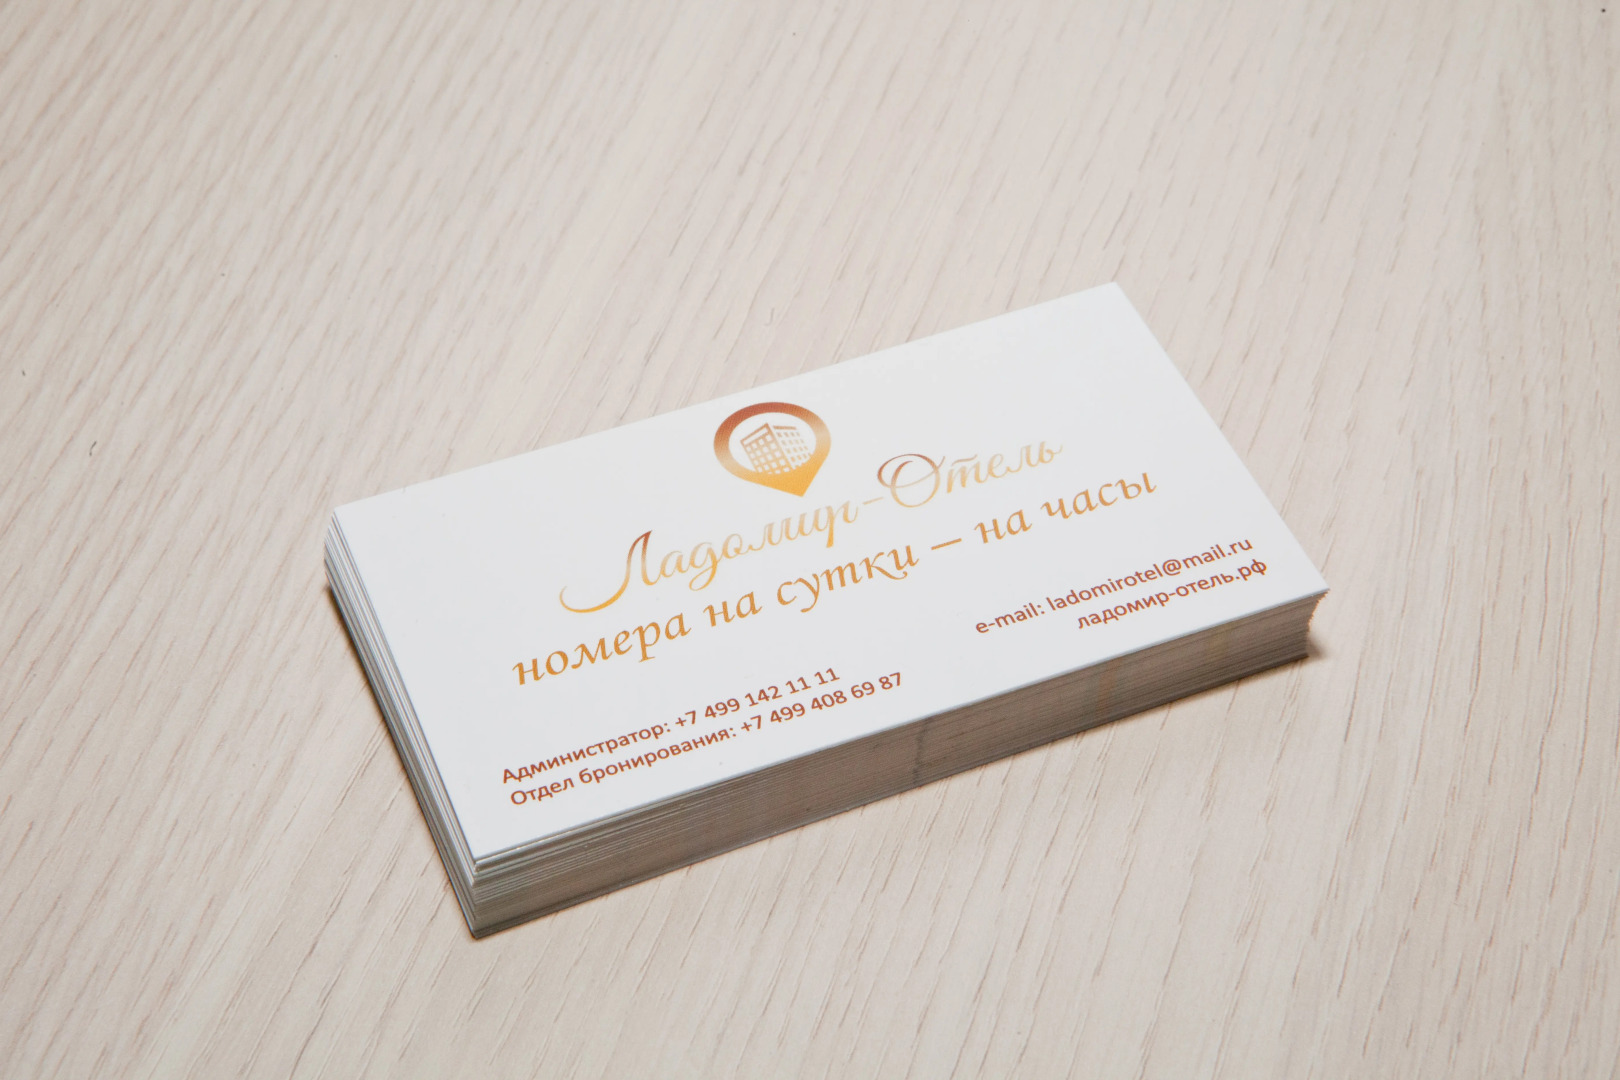 Ладомир-Отель
номера на сутки – на часы
Администратор: +7 499 142 11 11
Отдел бронирования: +7 499 408 69 87
e-mail: ladomirotel@mail.ru
ладомир-отель.рф